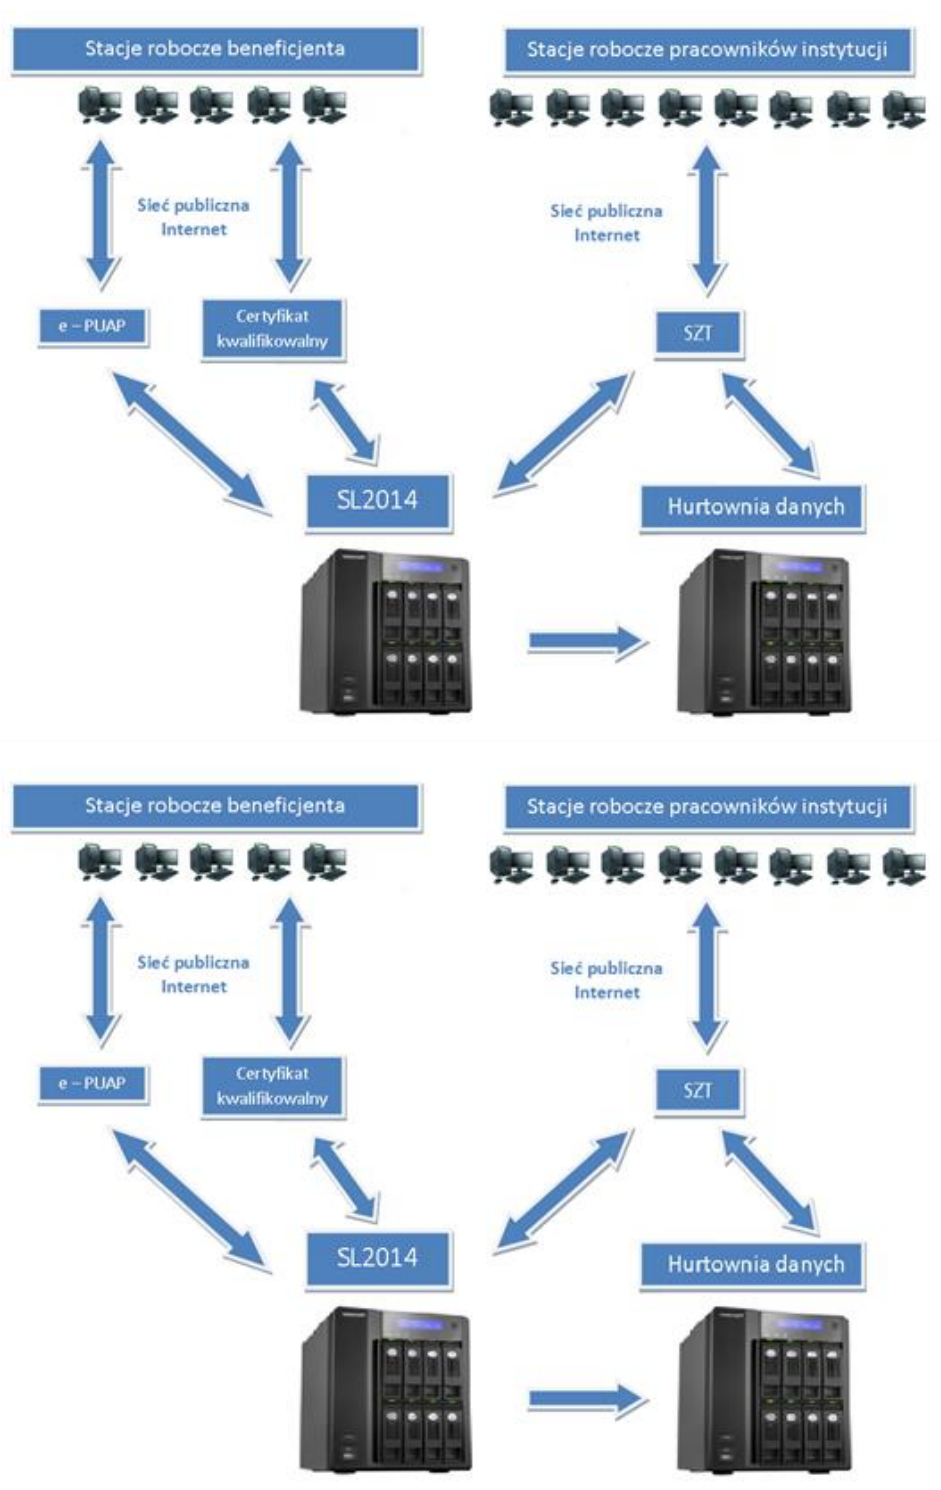 Stacje robocze beneficjenta
Stacje robocze pracowników instytucji
Sieć publiczna
Internet
Sieć publiczna
Internet
e – PUAP
Certyfikat
kwalifikowalny
SZT
SL2014
Hurtownia danych
Stacje robocze beneficjenta
Stacje robocze pracowników instytucji
Sieć publiczna
Internet
Sieć publiczna
Internet
e – PUAP
Certyfikat
kwalifikowalny
SZT
SL2014
Hurtownia danych